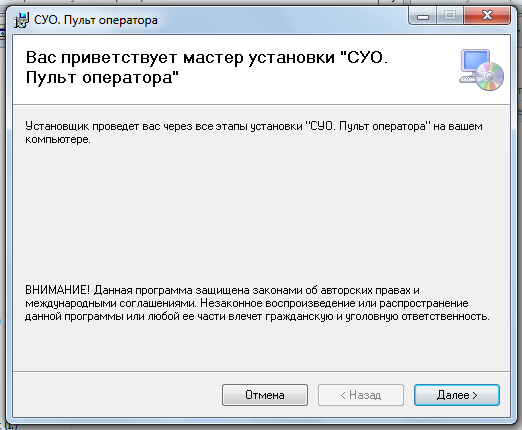 СУО. Пульт оператора
Вас приветствует мастер установки "СУО.
Пульт оператора"
Установщик проведет вас через все этапы установки "СУО. Пульт оператора" на вашем
компьютере.
ВНИМАНИЕ! Данная программа защищена законами об авторских правах и
международными соглашениями. Незаконное воспроизведение или распространение
данной программы или любой ее части влечет гражданскую и уголовную ответственность.
Отмена
< Назад
Далее >